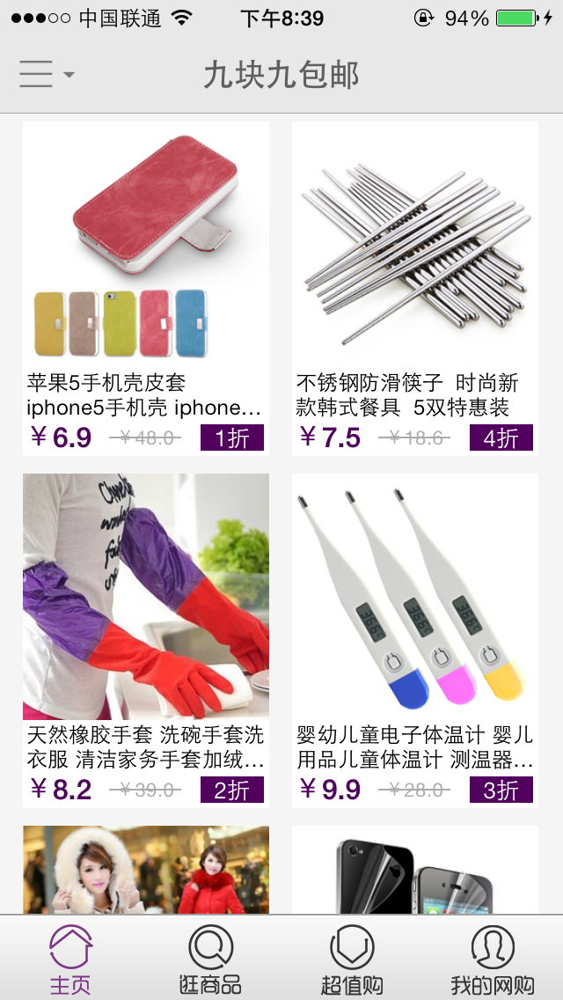 中国联通 下午8:39 94%
九块九包邮
苹果5手机壳皮套
iphone5手机壳 iphone...
￥6.9 ￥48.0 1折
不锈钢防滑筷子 时尚新
款韩式餐具 5双特惠装
￥7.5 ￥18.6 4折
天然橡胶手套 洗碗手套洗
衣服 清洁家务手套加绒...
￥8.2 ￥39.0 2折
婴幼儿童电子体温计 婴儿
用品儿童体温计 测温器...
￥9.9 ￥28.0 3折
主页 逛商品 超值购 我的网购